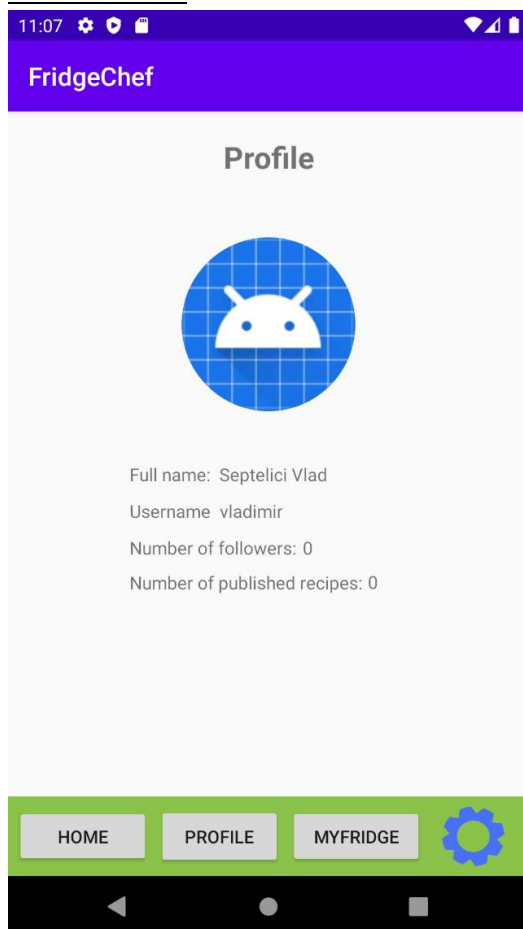 11:07
FridgeChef
Profile
Full name: Septelici Vlad
Username vladimir
Number of followers: 0
Number of published recipes: 0
HOME PROFILE MYFRIDGE